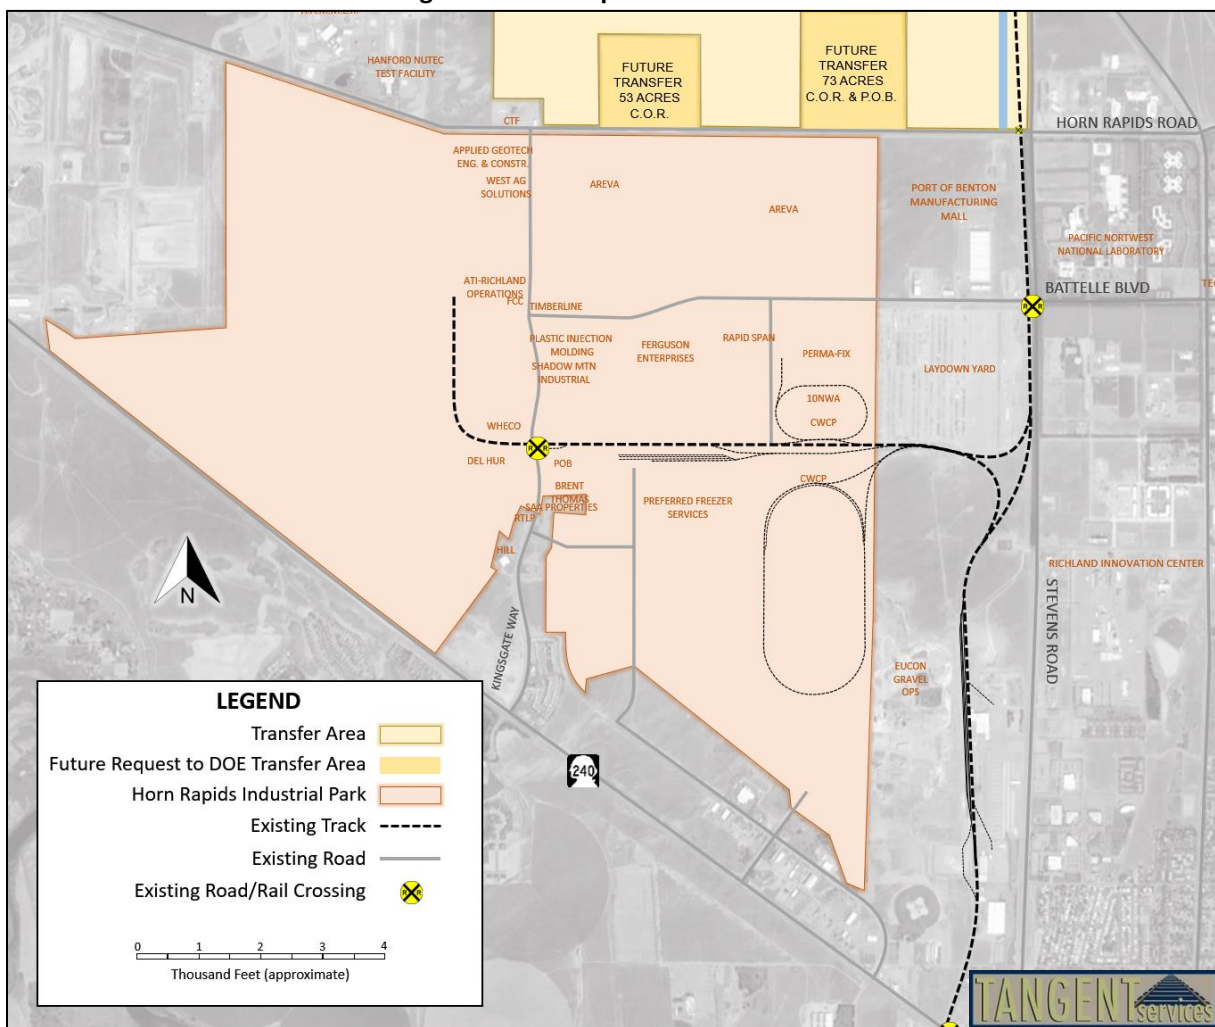 HANFORD NUTEC
TEST FACILITY
FUTURE
TRANSFER
53 ACRES
C.O.R.
FUTURE
TRANSFER
73 ACRES
C.O.R. & P.O.B.
CTF
HORN RAPIDS ROAD
APPLIED GEOTECH
ENG. & CONSTR.
WEST AG
SOLUTIONS
AREVA
AREVA
PORT OF BENTON
MANUFACTURING
MALL
PACIFIC NORTWEST
NATIONAL LABORATORY
ATI-RICHLAND
OPERATIONS
FCC
TIMBERLINE
BATTELLE BLVD
PLASTIC INJECTION
MOLDING
SHADOW MTN
INDUSTRIAL
FERGUSON
ENTERPRISES
RAPID SPAN
PERMA-FIX
LAYDOWN YARD
10NWA
CWCP
WHECO
R R
R R
DEL HUR
POB
BRENT
THOMAS
SAA PROPERTIES
RTLP
HILL
PREFERRED FREEZER
SERVICES
CWCP
RICHLAND INNOVATION CENTER
N
KINGSGATE WAY
STEVENS ROAD
EUCON
GRAVEL
OPS
240
LEGEND
Transfer Area
Future Request to DOE Transfer Area
Horn Rapids Industrial Park
Existing Track
Existing Road
Existing Road/Rail Crossing
R R
0 1 2 3 4
Thousand Feet (approximate)
TANGENT
services